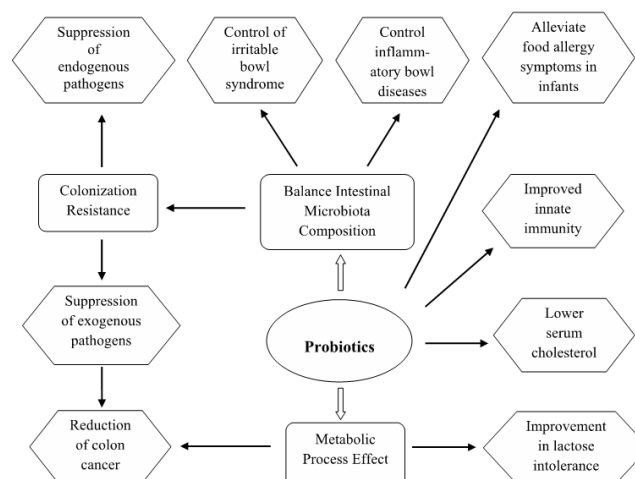 Suppression
of
endogenous
pathogens
Control of
irritable
bowl
syndrome
Control
inflamm-
atory bowl
diseases
Alleviate
food allergy
symptoms in
infants
Colonization
Resistance
Balance Intestinal
Microbiota
Composition
Improved
innate
immunity
Suppression
of exogenous
pathogens
Probiotics
Lower
serum
cholesterol
Reduction
of colon
cancer
Metabolic
Process Effect
Improvement
in lactose
intolerance